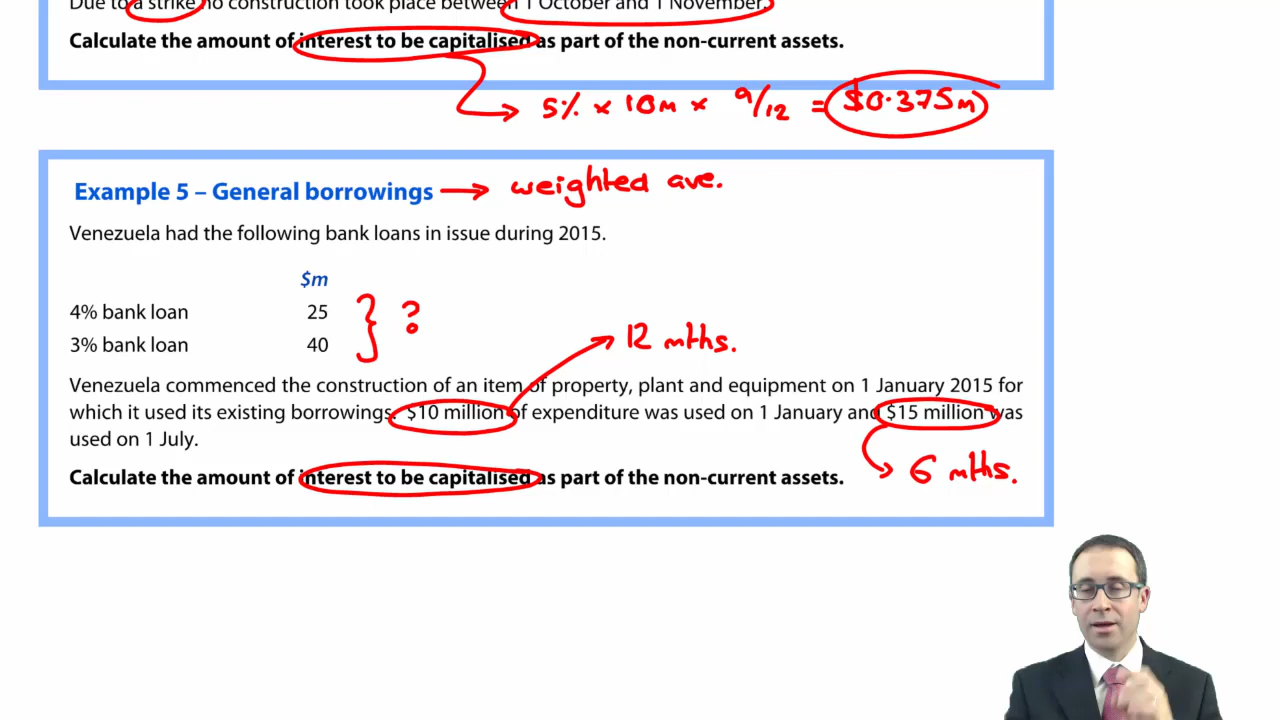 Due to a strike no construction took place between 1 October and 1 November.
Calculate the amount of interest to be capitalised as part of the non-current assets.
5% × 10m × 9/12 = $0.375m
Example 5 – General borrowings → weighted ave.
Venezuela had the following bank loans in issue during 2015.
$m
4% bank loan 25
3% bank loan 40
} ?
12 mths.
Venezuela commenced the construction of an item of property, plant and equipment on 1 January 2015 for
which it used its existing borrowings. $10 million of expenditure was used on 1 January and $15 million was
used on 1 July.
Calculate the amount of interest to be capitalised as part of the non-current assets.
6 mths.